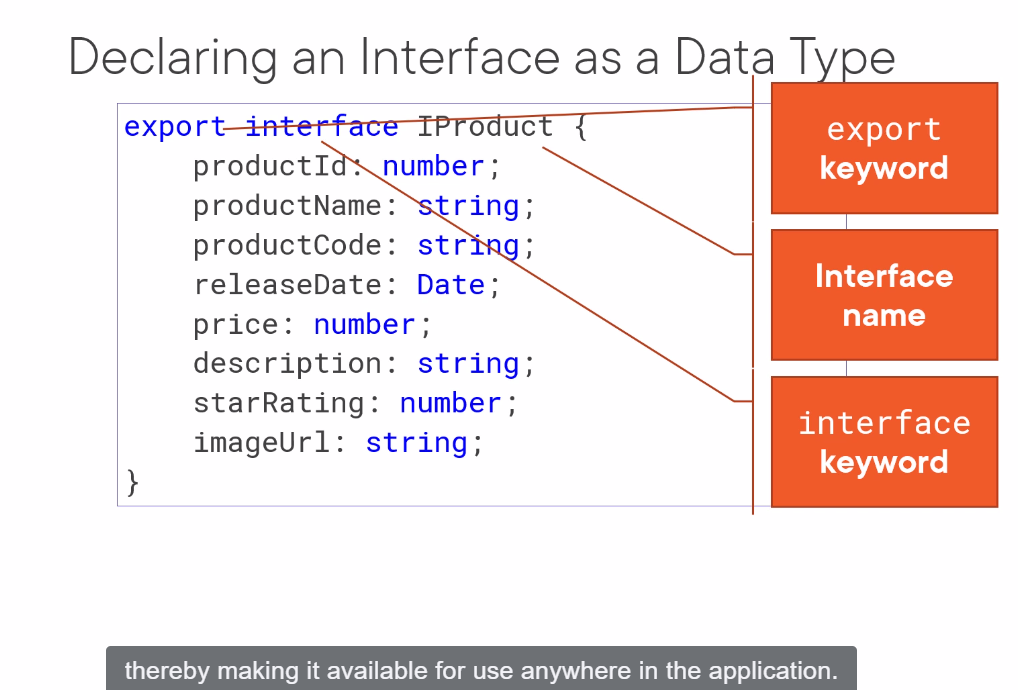 Declaring an Interface as a Data Type
export interface IProduct {
productId: number;
productName: string;
productCode: string;
releaseDate: Date;
price: number;
description: string;
starRating: number;
imageUrl: string;
}
export
keyword
Interface
name
interface
keyword
thereby making it available for use anywhere in the application.